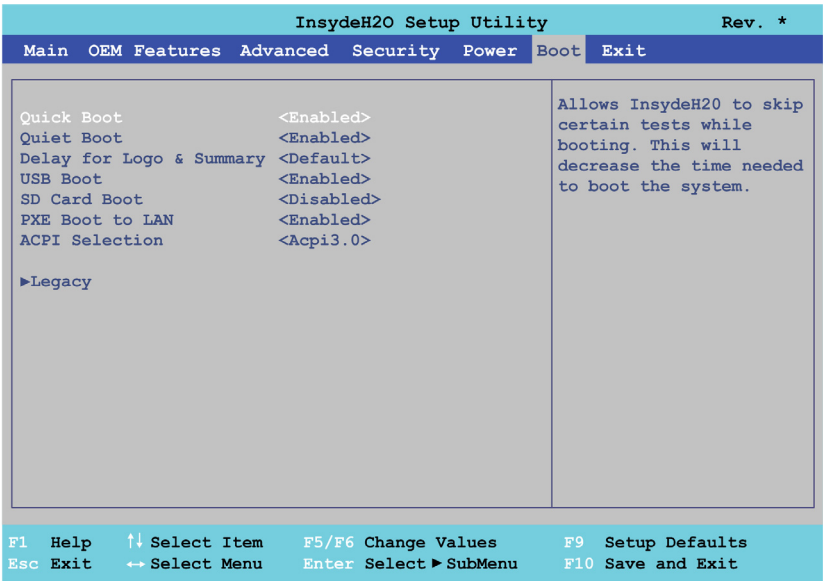 InsydeH2O Setup Utility Rev. *
Main OEM Features Advanced Security Power Boot Exit
Quick Boot <Enabled>
Quiet Boot <Enabled>
Delay for Logo & Summary <Default>
USB Boot <Enabled>
SD Card Boot <Disabled>
PXE Boot to LAN <Enabled>
ACPI Selection <Acpi3.0>
►Legacy
Allows InsydeH20 to skip
certain tests while
booting. This will
decrease the time needed
to boot the system.
F1 Help ↑↓ Select Item F5/F6 Change Values F9 Setup Defaults
Esc Exit ↔ Select Menu Enter Select ► SubMenu F10 Save and Exit